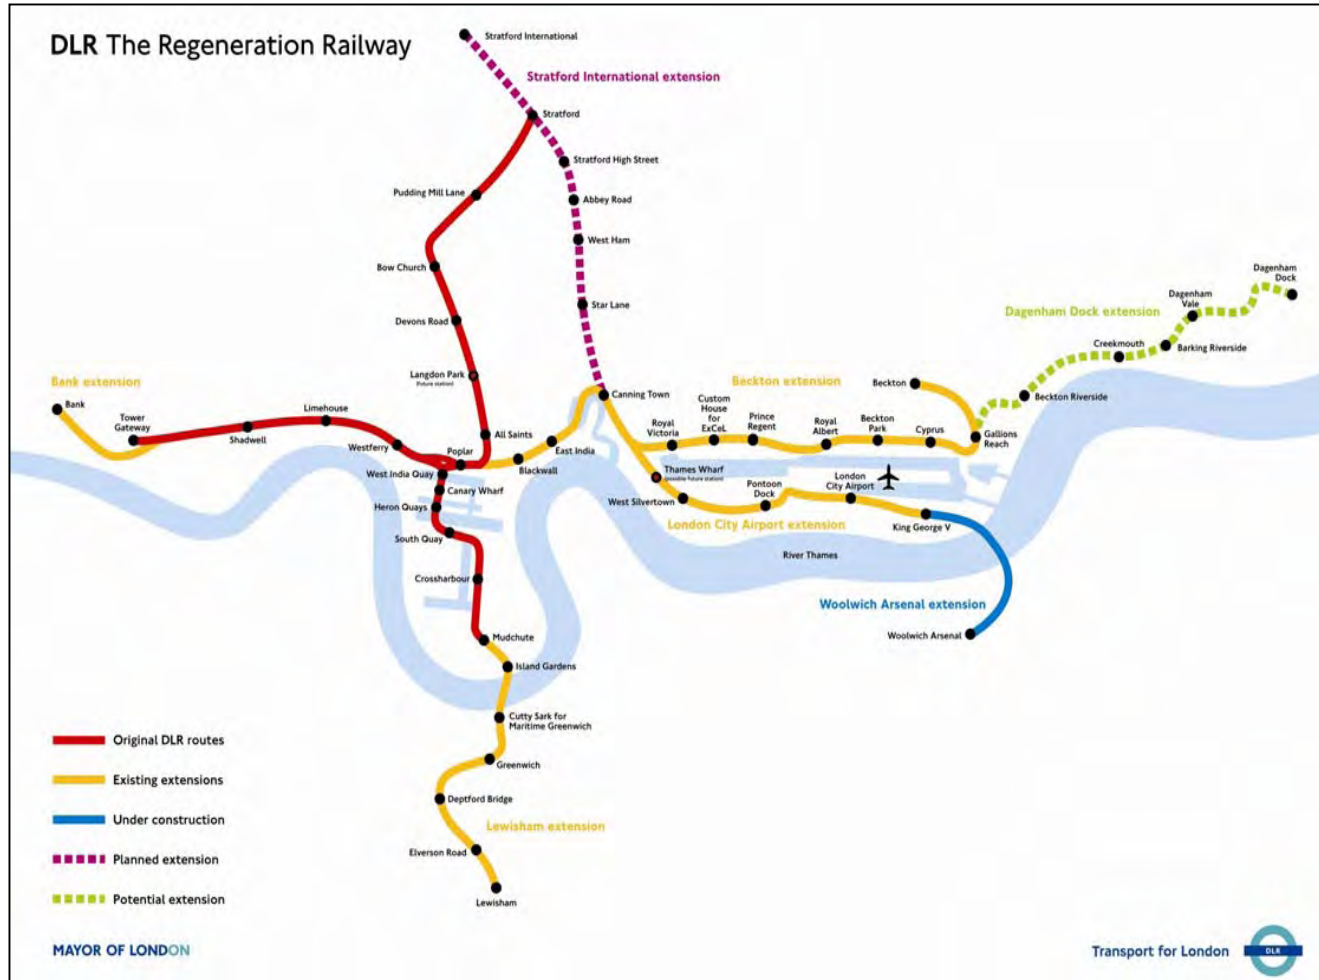 DLR The Regeneration Railway
Stratford International
Stratford International extension
Stratford
Stratford High Street
Pudding Mill Lane
Abbey Road
West Ham
Bow Church
Star Lane
Devons Road
Langdon Park
(future station)
Dagenham
Dock
Dagenham
Vale
Dagenham Dock extension
Creekmouth
Barking Riverside
Beckton Riverside
Bank extension
Bank
Tower
Gateway
Shadwell
Limehouse
Westferry
Poplar
All Saints
Blackwall
East India
Canning Town
Beckton extension
Beckton
Royal
Victoria
Custom
House
for
ExCeL
Prince
Regent
Royal
Albert
Beckton
Park
Cyprus
Gallions
Reach
West India Quay
Canary Wharf
Heron Quays
South Quay
Crossharbour
Mudchute
Thames Wharf
(possible future station)
West Silvertown
Pontoon
Dock
London
City Airport
King George V
London City Airport extension
River Thames
Woolwich Arsenal extension
Woolwich Arsenal
Island Gardens
Cutty Sark for
Maritime Greenwich
Greenwich
Deptford Bridge
Lewisham extension
Elverson Road
Lewisham
Original DLR routes
Existing extensions
Under construction
Planned extension
Potential extension
MAYOR OF LONDON
Transport for London
DLR